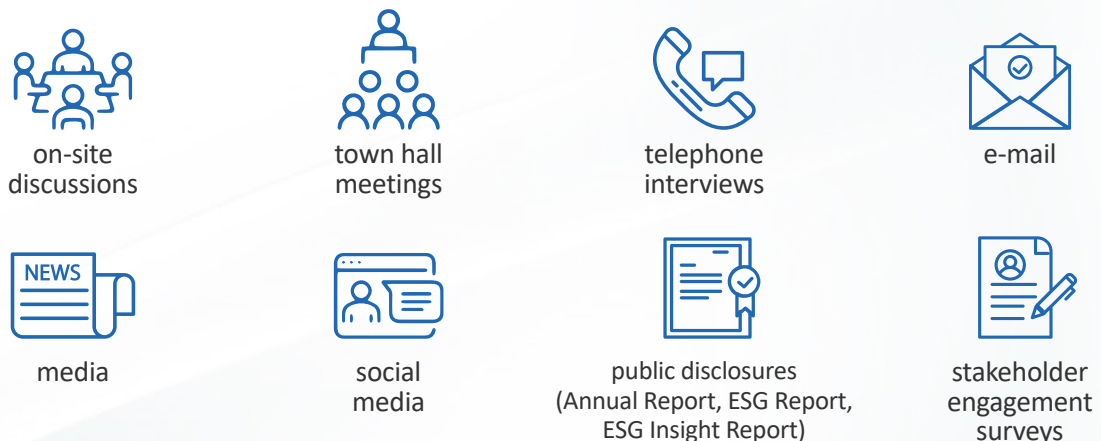 on-site
discussions
town hall
meetings
telephone
interviews
e-mail
NEWS
media
social
media
public disclosures
(Annual Report, ESG Report,
ESG Insight Report)
stakeholder
engagement
surveys